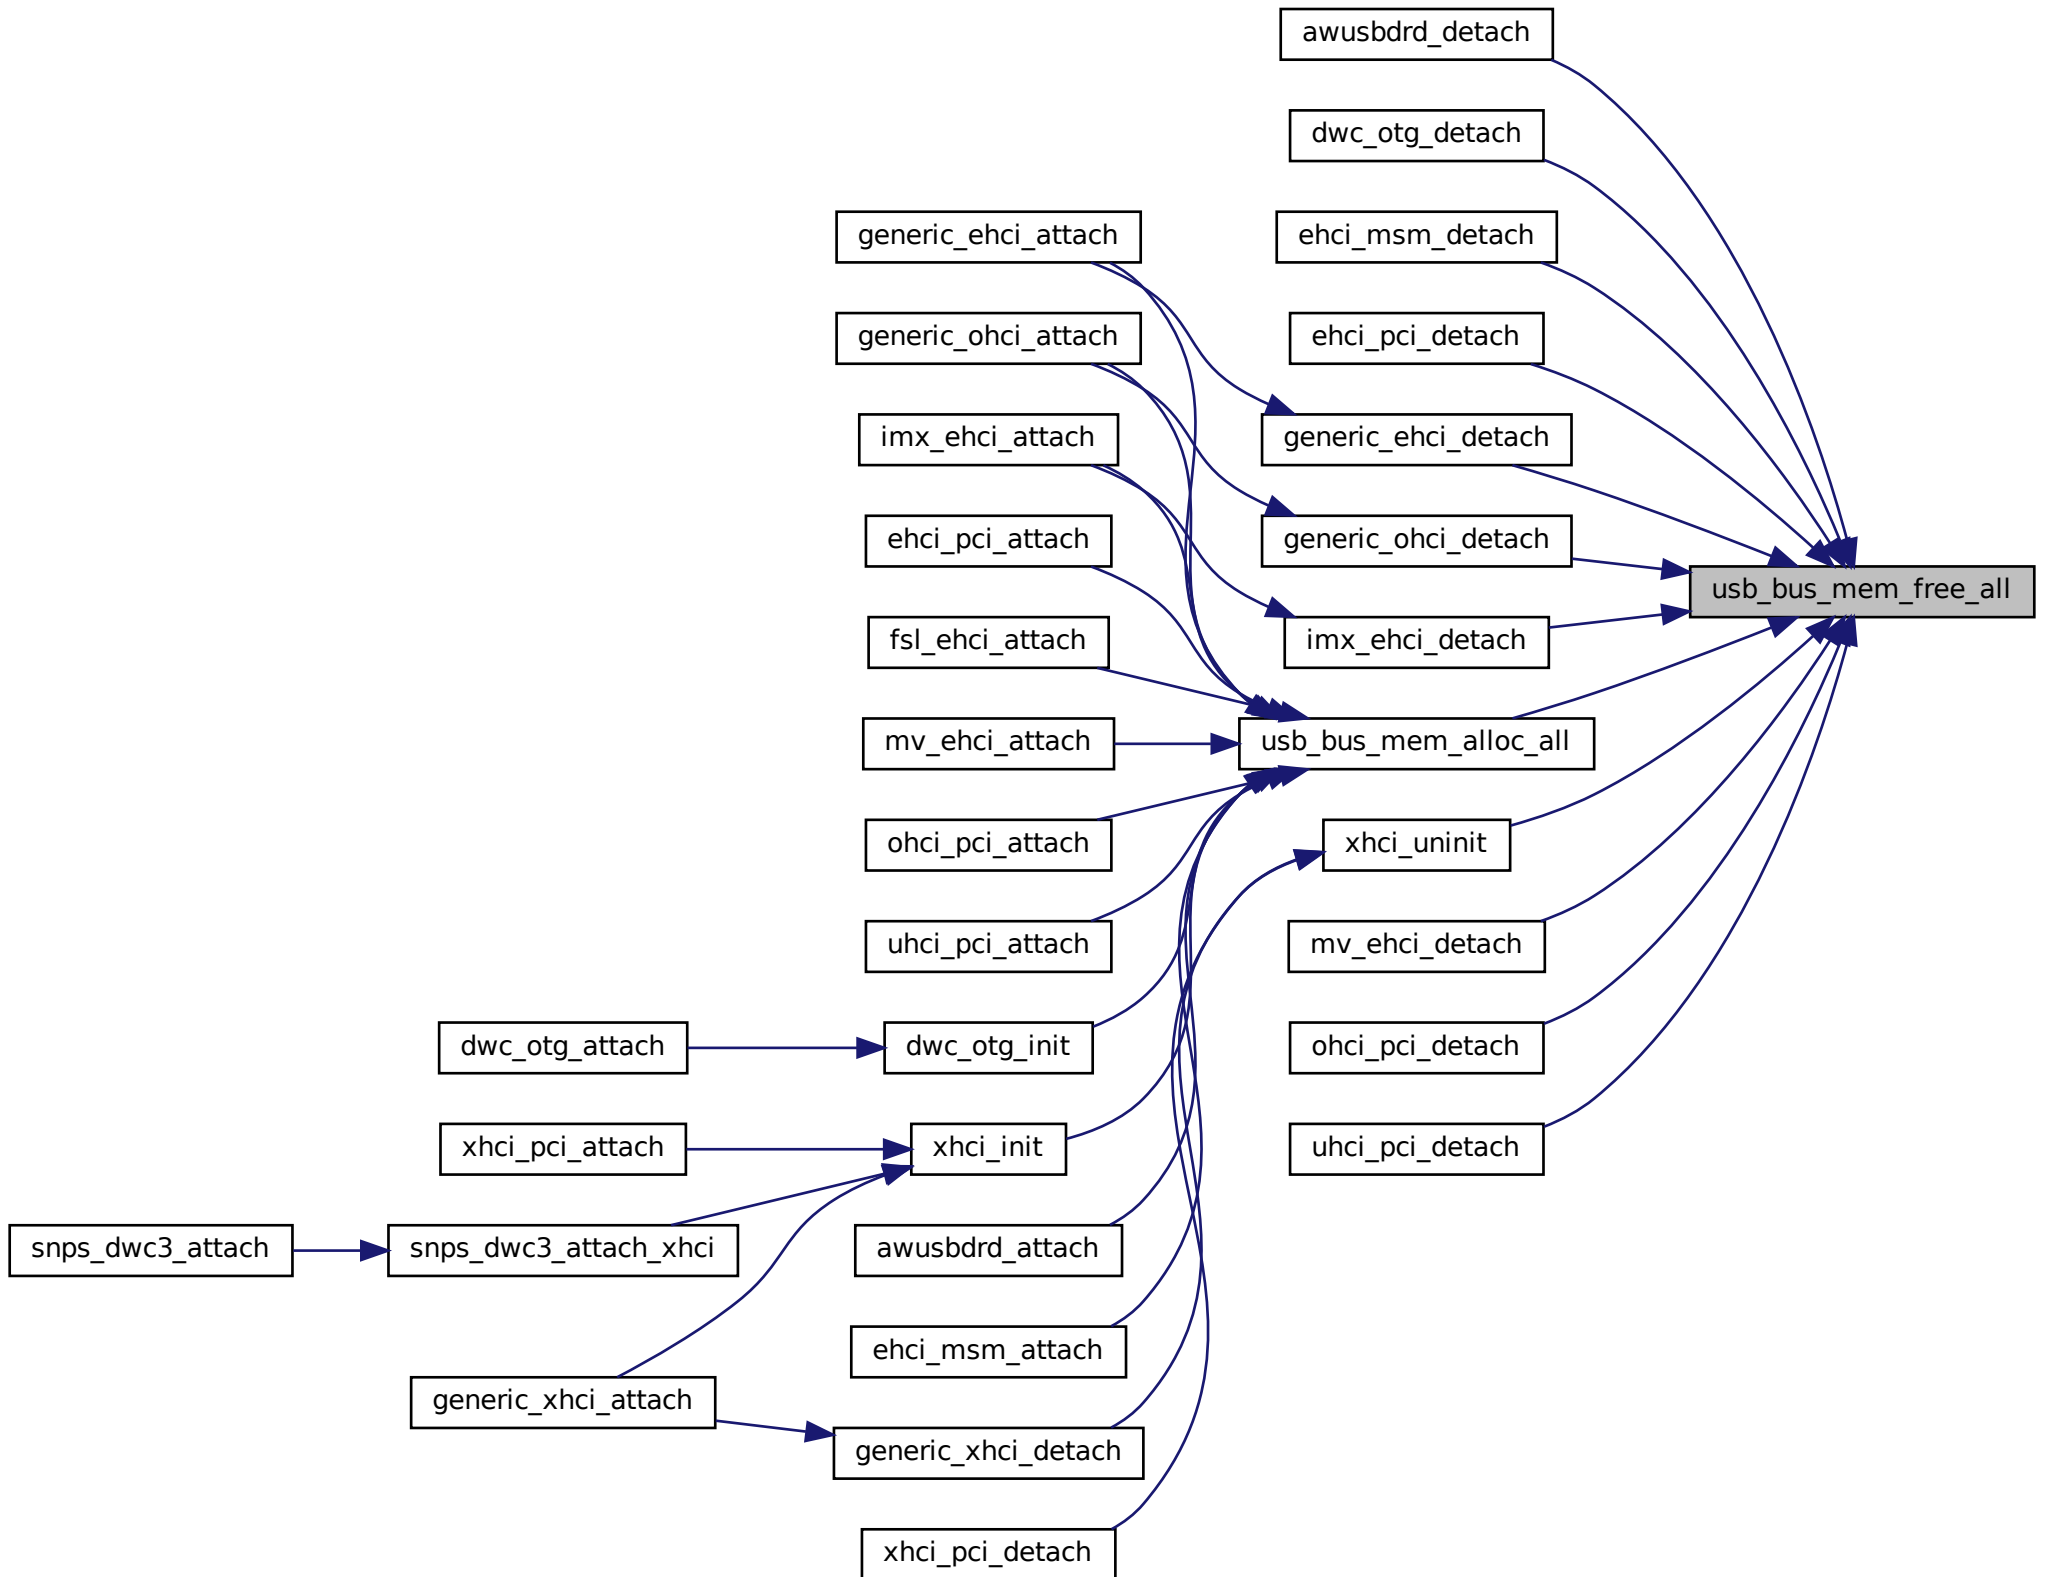 awusbdrd_detach
dwc_otg_detach
generic_ehci_attach
ehci_msm_detach
generic_ohci_attach
ehci_pci_detach
imx_ehci_attach
generic_ehci_detach
ehci_pci_attach
generic_ohci_detach
usb_bus_mem_free_all
fsl_ehci_attach
imx_ehci_detach
mv_ehci_attach
usb_bus_mem_alloc_all
ohci_pci_attach
xhci_uninit
uhci_pci_attach
mv_ehci_detach
dwc_otg_attach
dwc_otg_init
ohci_pci_detach
xhci_pci_attach
xhci_init
uhci_pci_detach
snps_dwc3_attach
snps_dwc3_attach_xhci
awusbdrd_attach
ehci_msm_attach
generic_xhci_attach
generic_xhci_detach
xhci_pci_detach